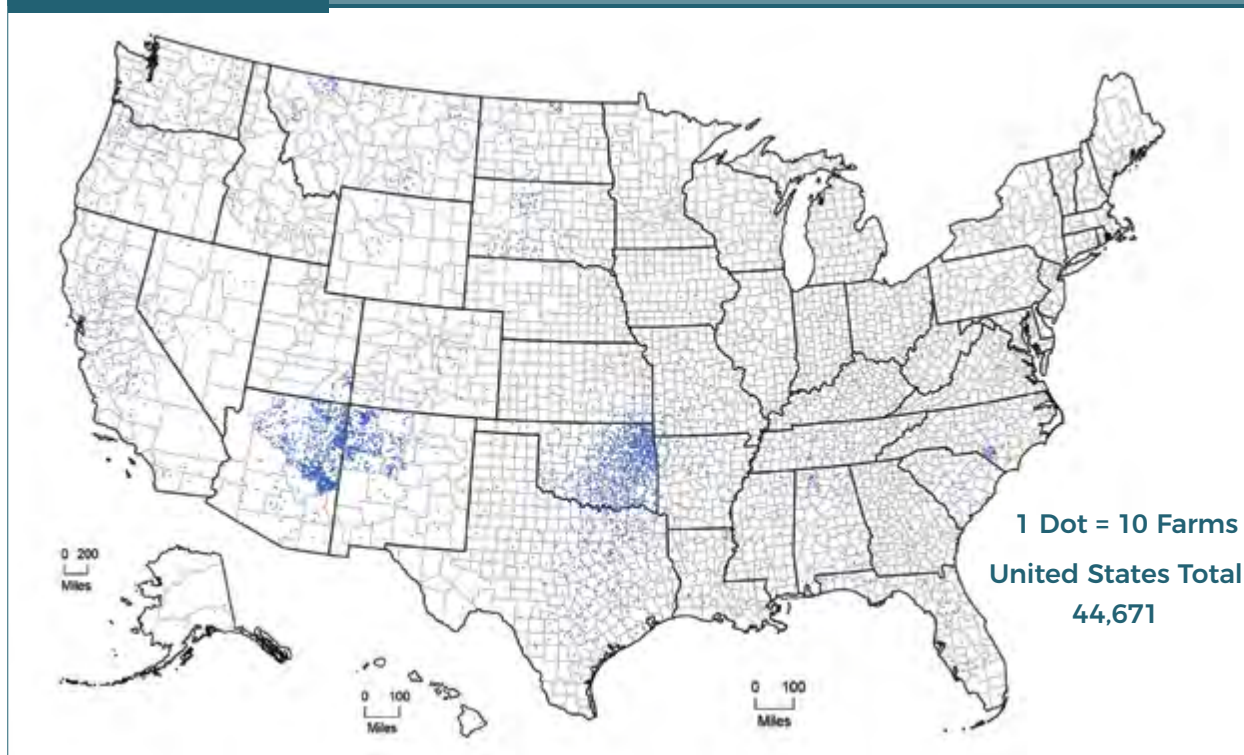 1 Dot = 10 Farms
United States Total
44,671
0 200
Miles
0 100
Miles
0 100
Miles